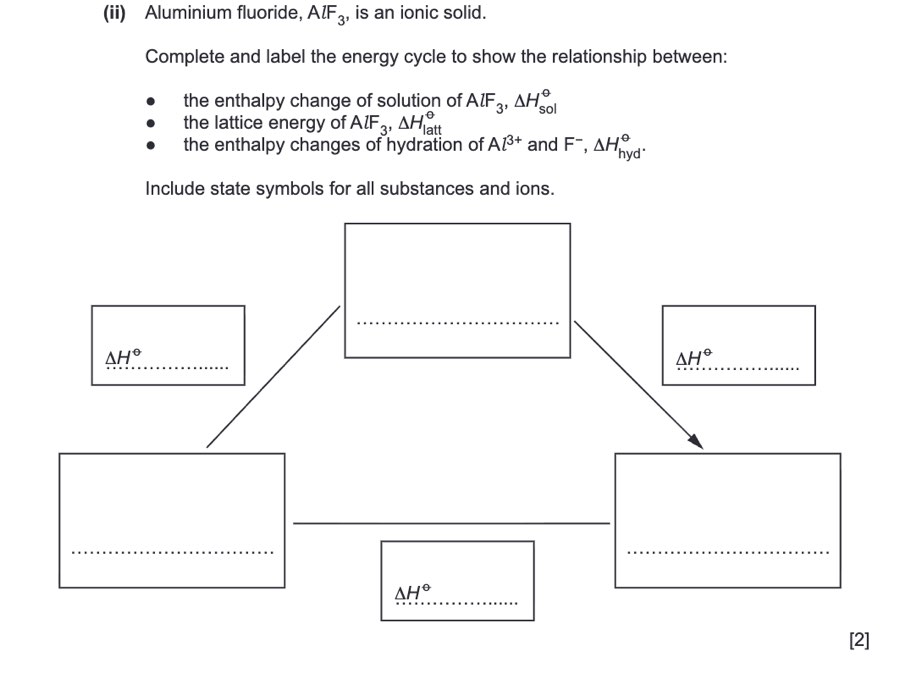 (ii) Aluminium fluoride, AlF₃, is an ionic solid.
Complete and label the energy cycle to show the relationship between:
● the enthalpy change of solution of AlF₃, ΔH⦵sol
● the lattice energy of AlF₃, ΔH⦵latt
● the enthalpy changes of hydration of Al³⁺ and F⁻, ΔH⦵hyd.
Include state symbols for all substances and ions.
..................................
ΔH⦵......................
ΔH⦵......................
..................................
..................................
ΔH⦵......................
[2]